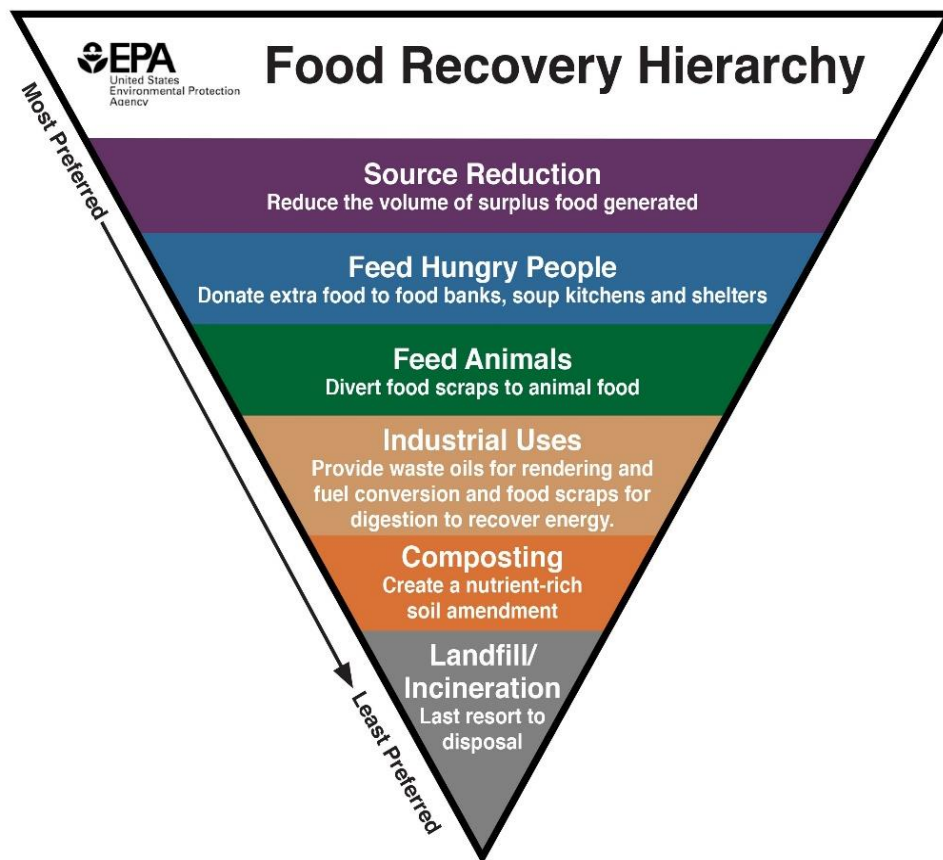 EPA
United States
Environmental Protection
Agency
Food Recovery Hierarchy
Most Preferred
Source Reduction
Reduce the volume of surplus food generated
Feed Hungry People
Donate extra food to food banks, soup kitchens and shelters
Feed Animals
Divert food scraps to animal food
Industrial Uses
Provide waste oils for rendering and
fuel conversion and food scraps for
digestion to recover energy.
Composting
Create a nutrient-rich
soil amendment
Landfill/
Incineration
Last resort to
disposal
Least Preferred